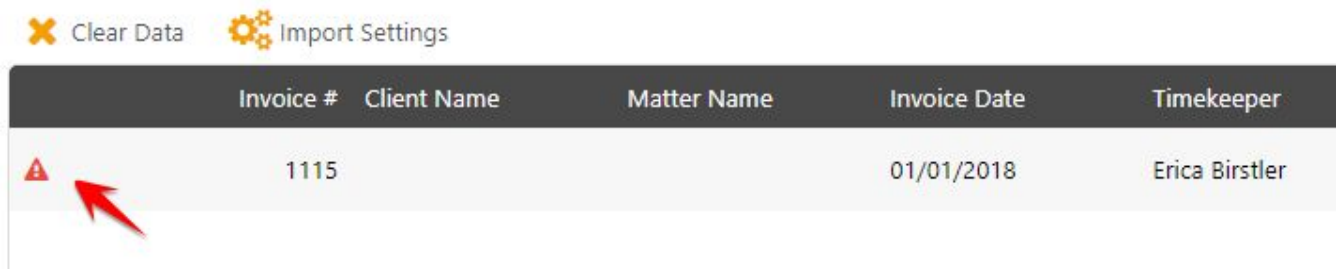 Clear Data Import Settings
Invoice # Client Name Matter Name Invoice Date Timekeeper
1115 01/01/2018 Erica Birstler